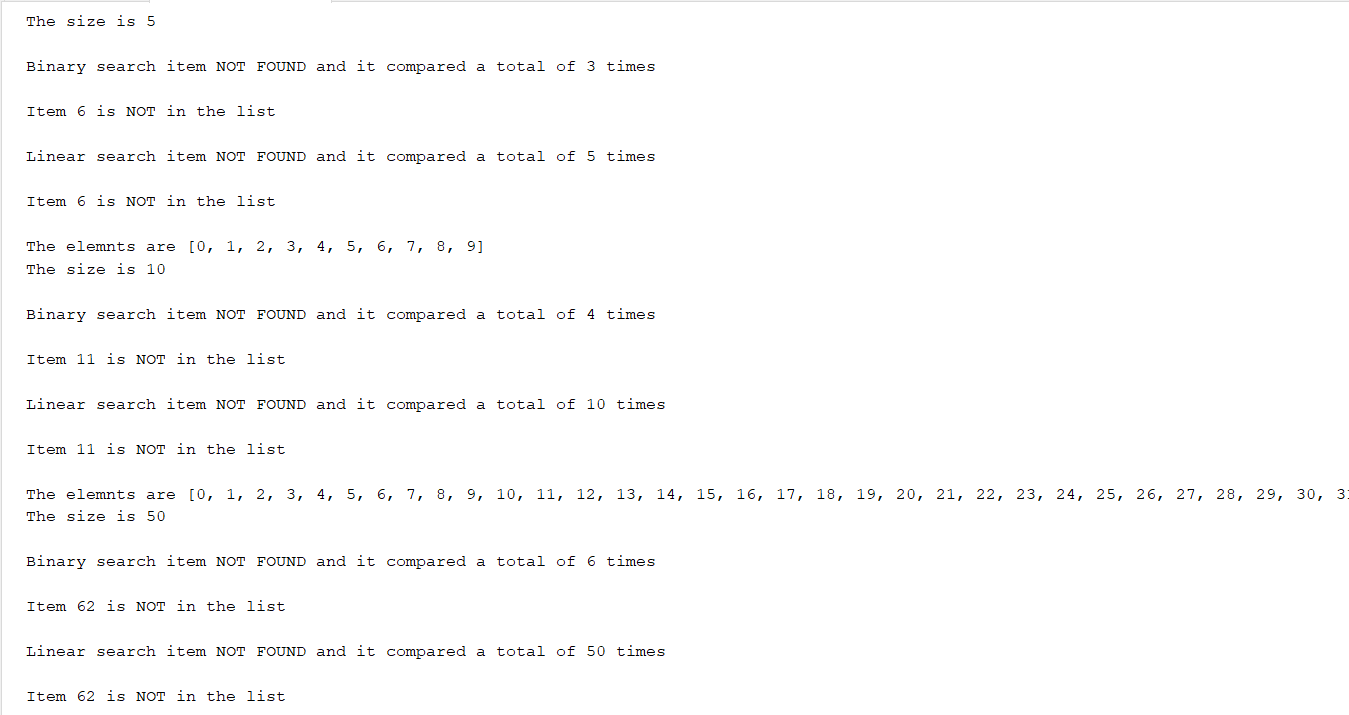 The size is 5
Binary search item NOT FOUND and it compared a total of 3 times
Item 6 is NOT in the list
Linear search item NOT FOUND and it compared a total of 5 times
Item 6 is NOT in the list
The elemnts are [0, 1, 2, 3, 4, 5, 6, 7, 8, 9]
The size is 10
Binary search item NOT FOUND and it compared a total of 4 times
Item 11 is NOT in the list
Linear search item NOT FOUND and it compared a total of 10 times
Item 11 is NOT in the list
The elemnts are [0, 1, 2, 3, 4, 5, 6, 7, 8, 9, 10, 11, 12, 13, 14, 15, 16, 17, 18, 19, 20, 21, 22, 23, 24, 25, 26, 27, 28, 29, 30, 31
The size is 50
Binary search item NOT FOUND and it compared a total of 6 times
Item 62 is NOT in the list
Linear search item NOT FOUND and it compared a total of 50 times
Item 62 is NOT in the list